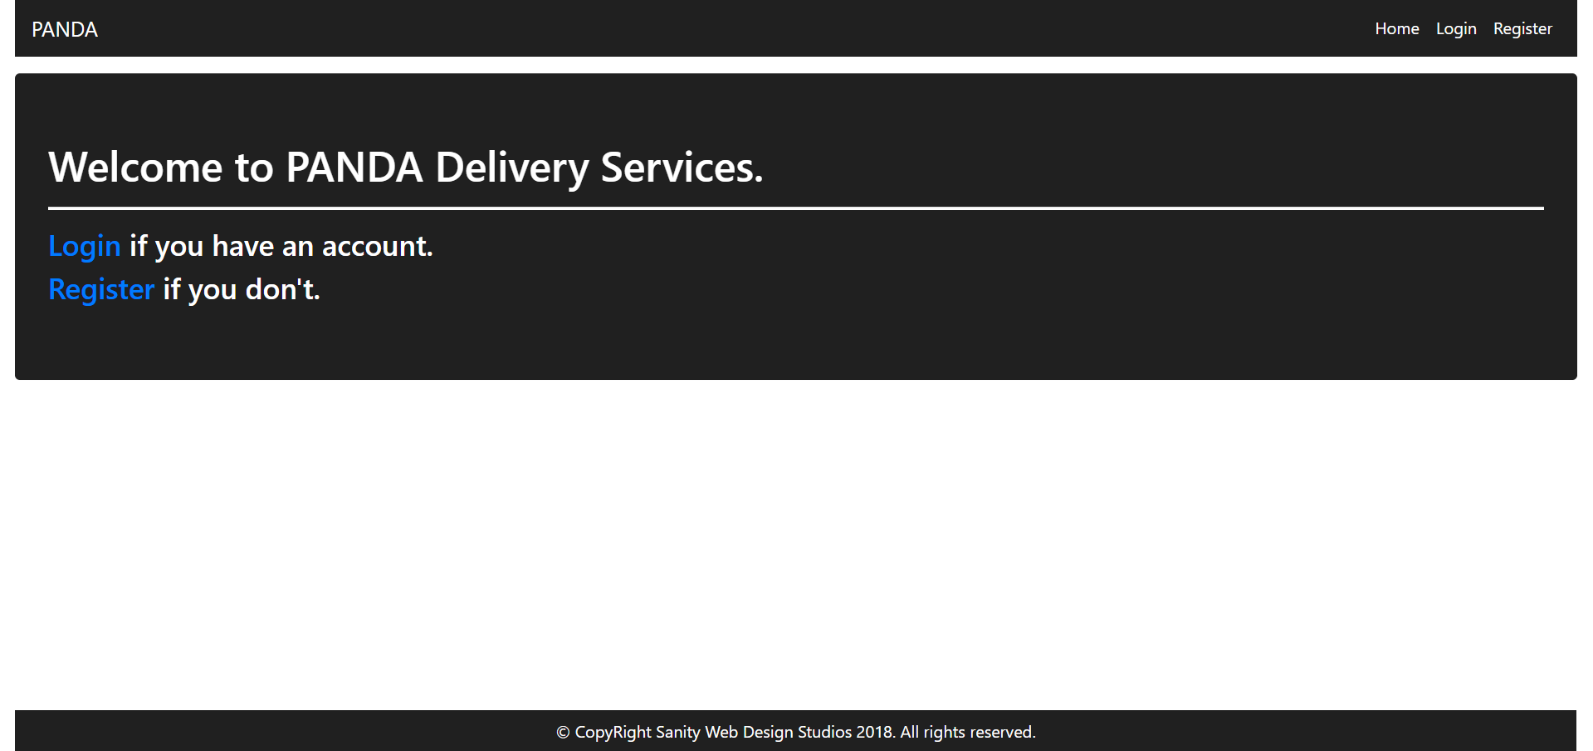 PANDA
Home Login Register
Welcome to PANDA Delivery Services.
Login if you have an account.
Register if you don't.
© CopyRight Sanity Web Design Studios 2018. All rights reserved.